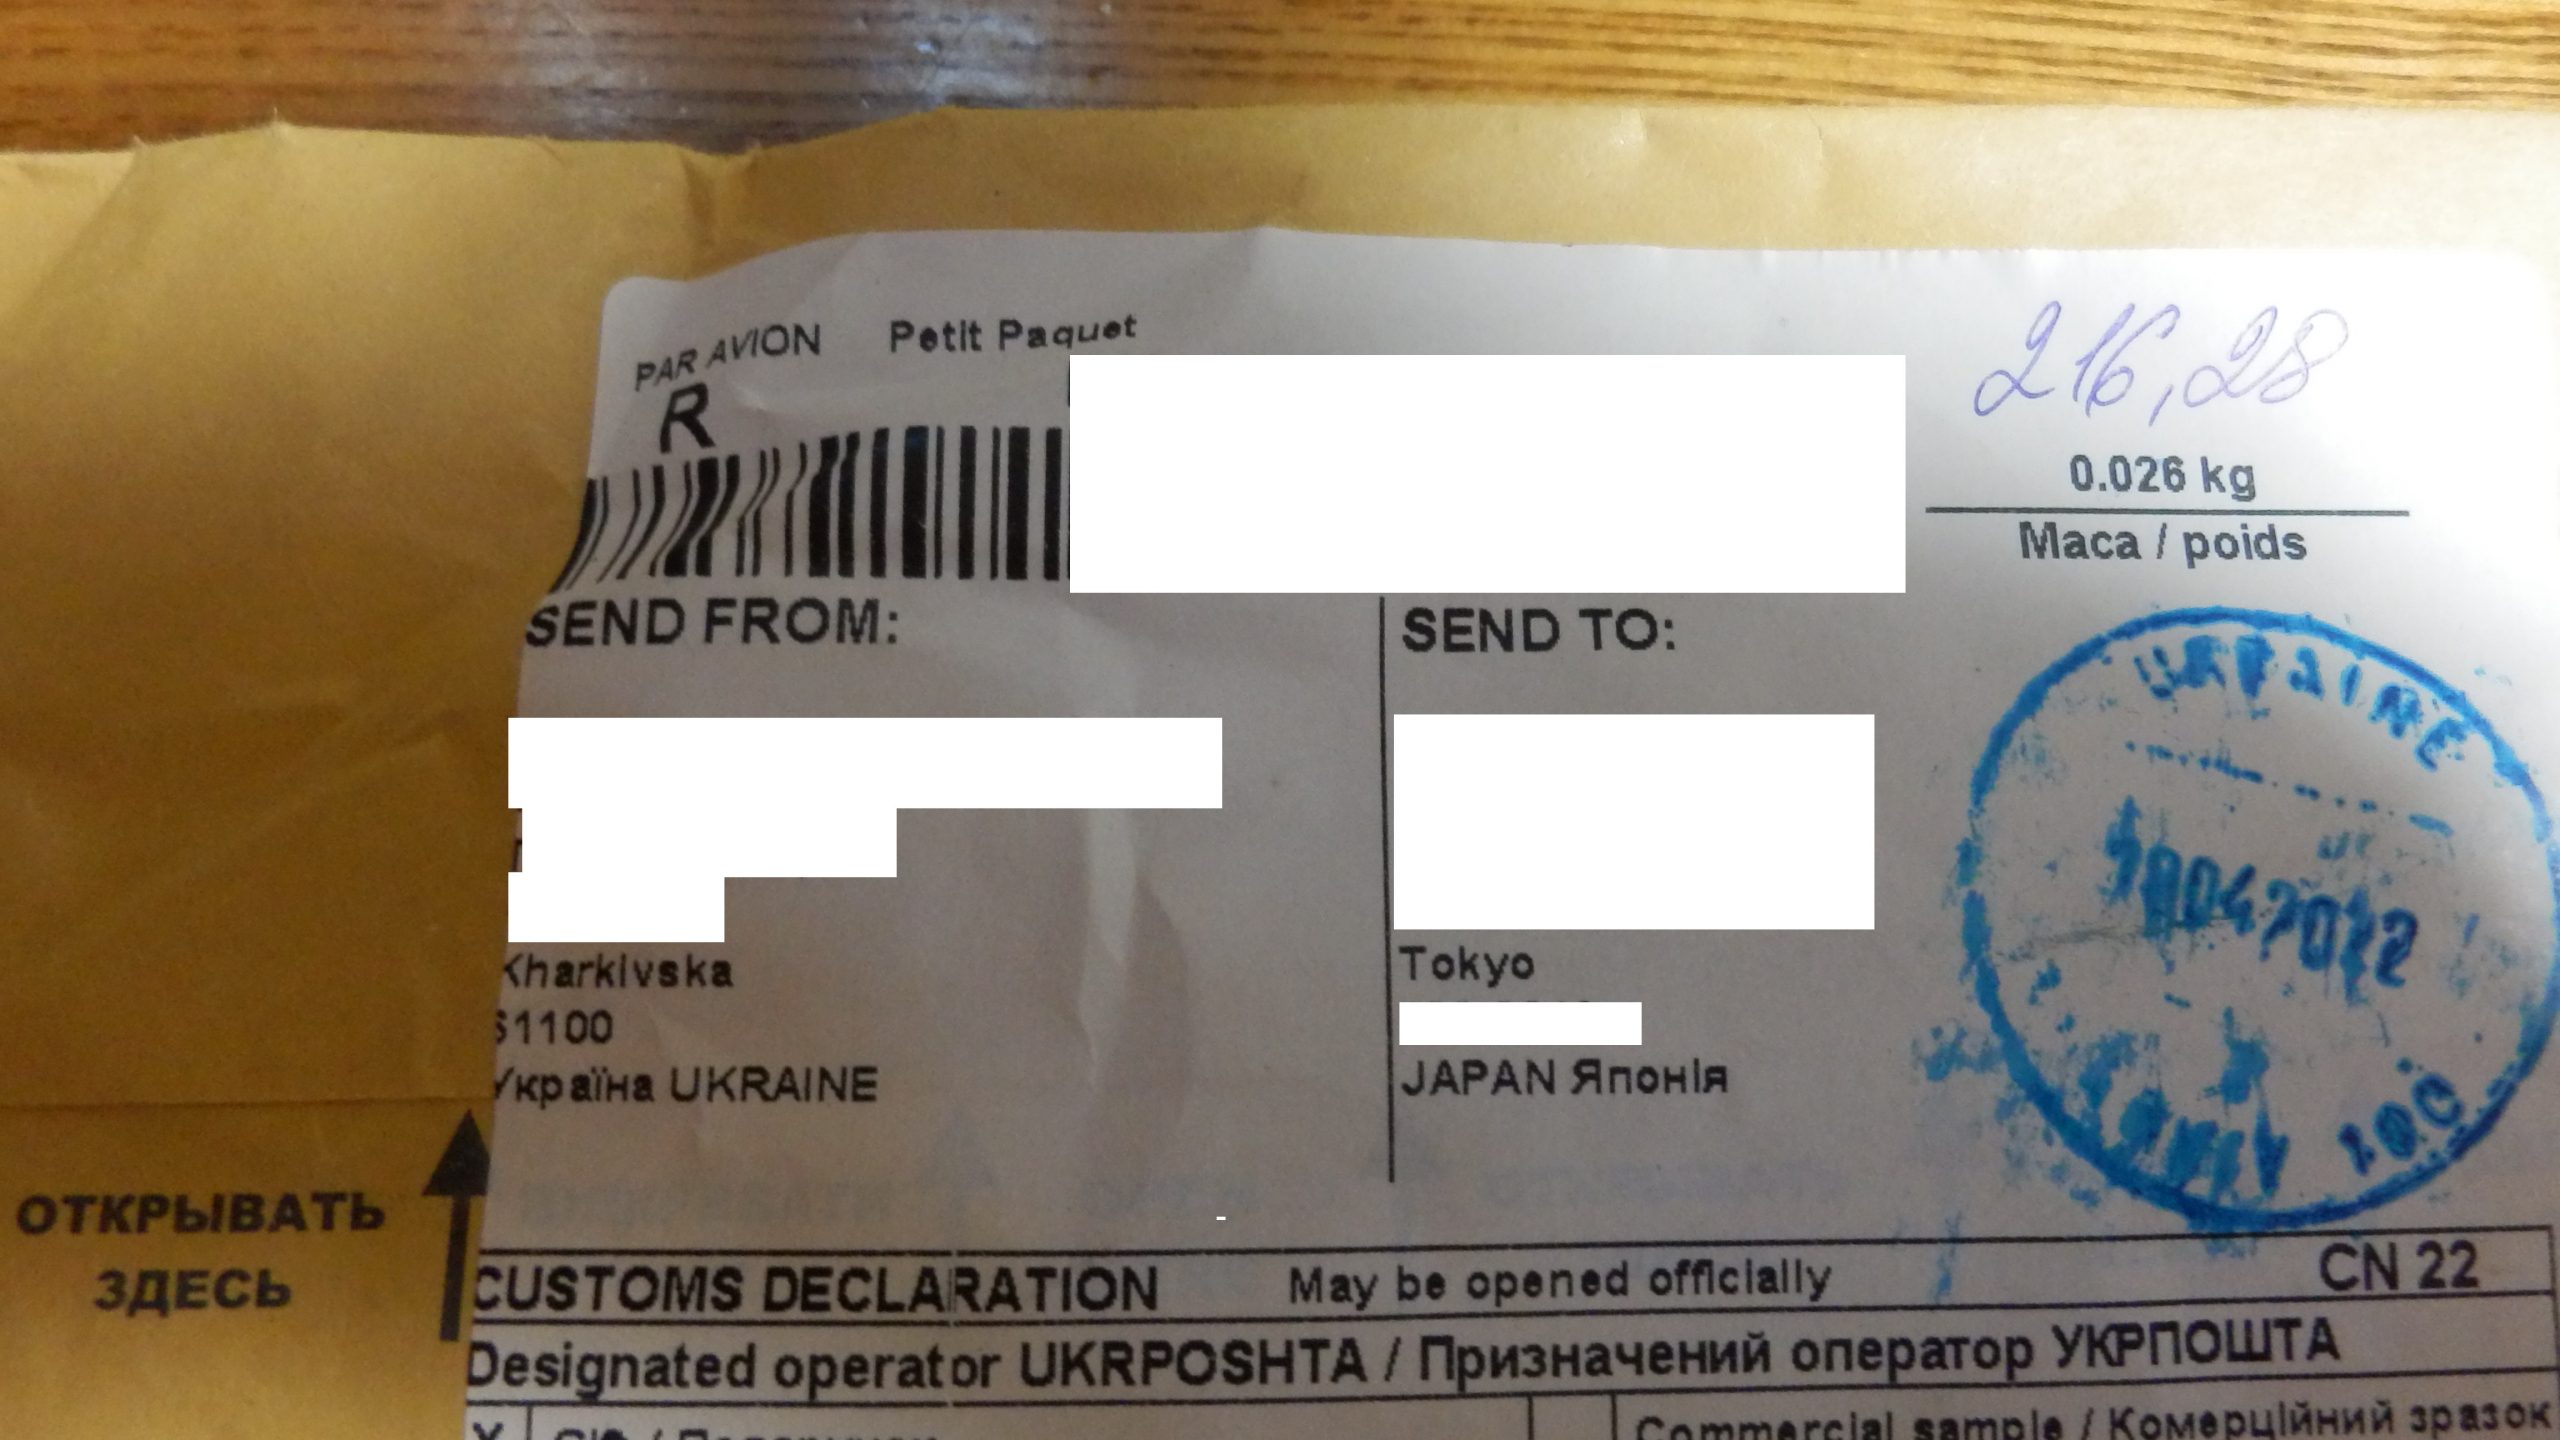 PAR AVION Petit Paquet
R
216,28
0.026 kg
Маса / poids
SEND FROM:
SEND TO:
UKRAINE
Kharkivska
Tokyo
61100
Україна UKRAINE
JAPAN Японія
ОТКРЫВАТЬ
ЗДЕСЬ
CUSTOMS DECLARATION May be opened officially CN 22
Designated operator UKRPOSHTA / Призначений оператор УКРПОШТА
X
Commercial sample / Комерційний зразок